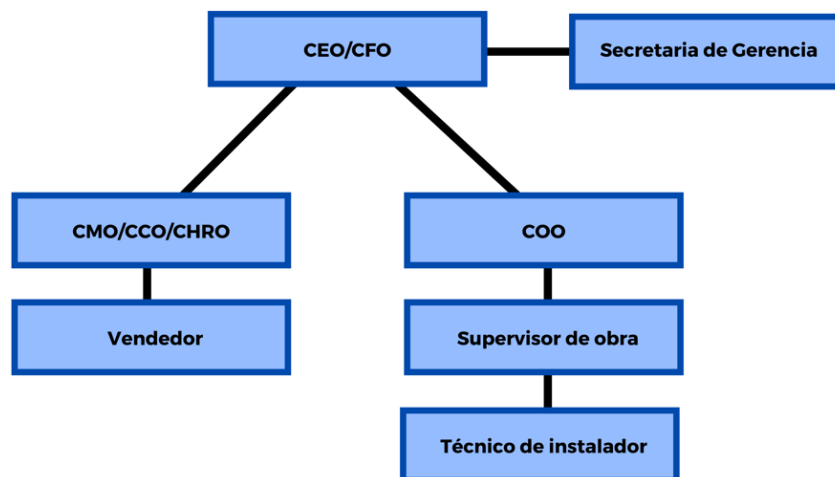 CEO/CFO
Secretaria de Gerencia
CMO/CCO/CHRO
COO
Vendedor
Supervisor de obra
Técnico de instalador